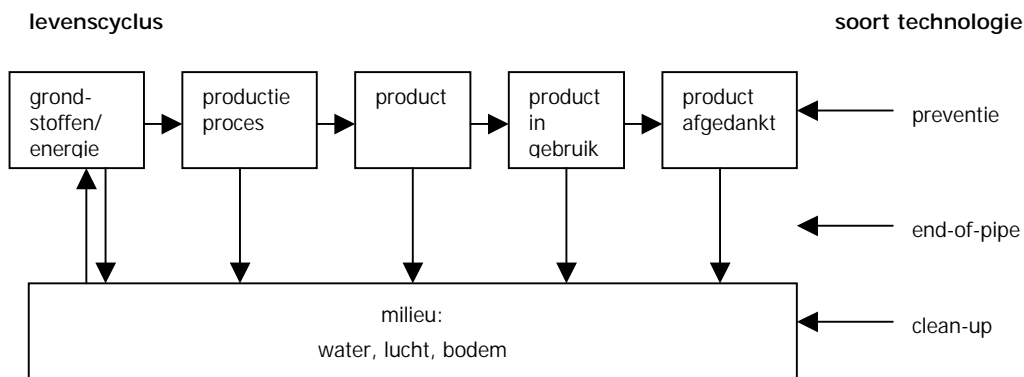 levenscyclus
soort technologie
grond-
stoffen/
energie
productie
proces
product
product
in
gebruik
product
afgedankt
preventie
end-of-pipe
milieu:
water, lucht, bodem
clean-up